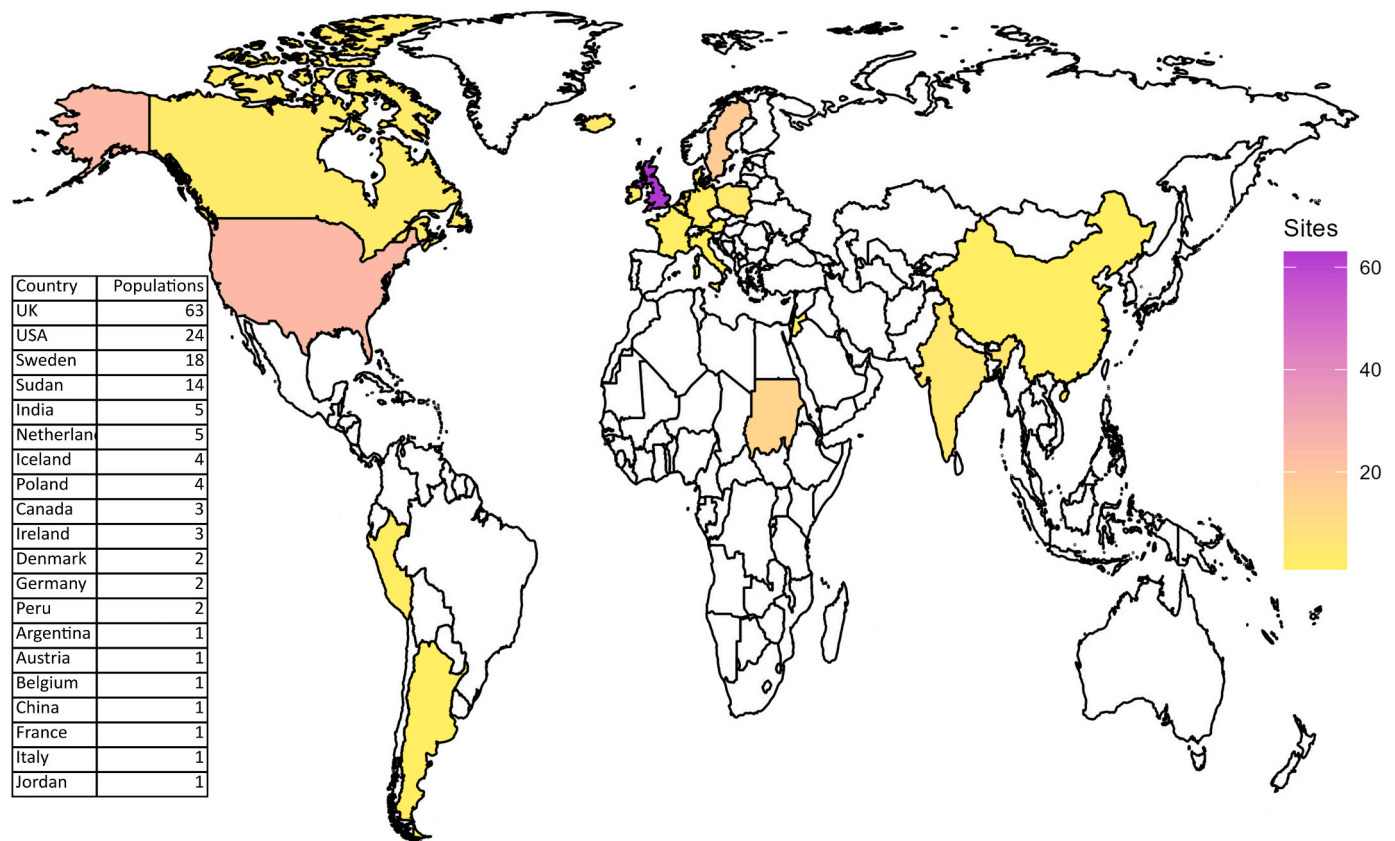 Sites
60
40
20
Country Populations
UK 63
USA 24
Sweden 18
Sudan 14
India 5
Netherlan 5
Iceland 4
Poland 4
Canada 3
Ireland 3
Denmark 2
Germany 2
Peru 2
Argentina 1
Austria 1
Belgium 1
China 1
France 1
Italy 1
Jordan 1